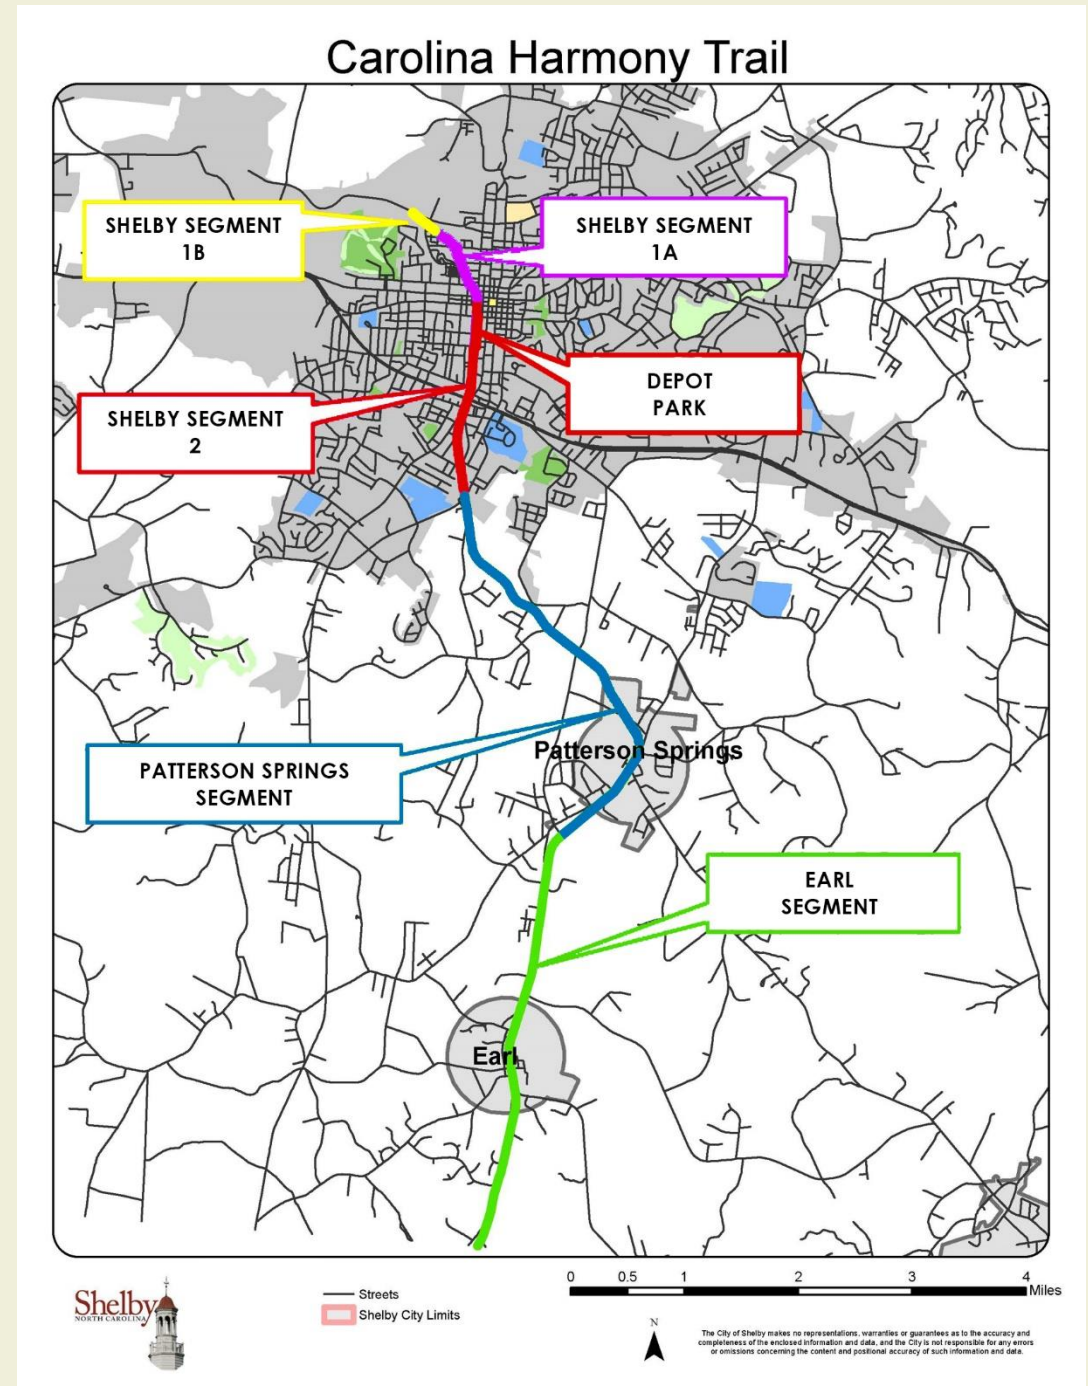 Carolina Harmony Trail
SHELBY SEGMENT
1B
SHELBY SEGMENT
1A
DEPOT
PARK
SHELBY SEGMENT
2
Patterson Springs
PATTERSON SPRINGS
SEGMENT
EARL
SEGMENT
Earl
Shelby
NORTH CAROLINA
Streets
Shelby City Limits
0 0.5 1 2 3 4
Miles
N
The City of Shelby makes no representations, warranties or guarantees as to the accuracy and
completeness of the enclosed information and data, and the City is not responsible for any errors
or omissions concerning the content and positional accuracy of such information and data.